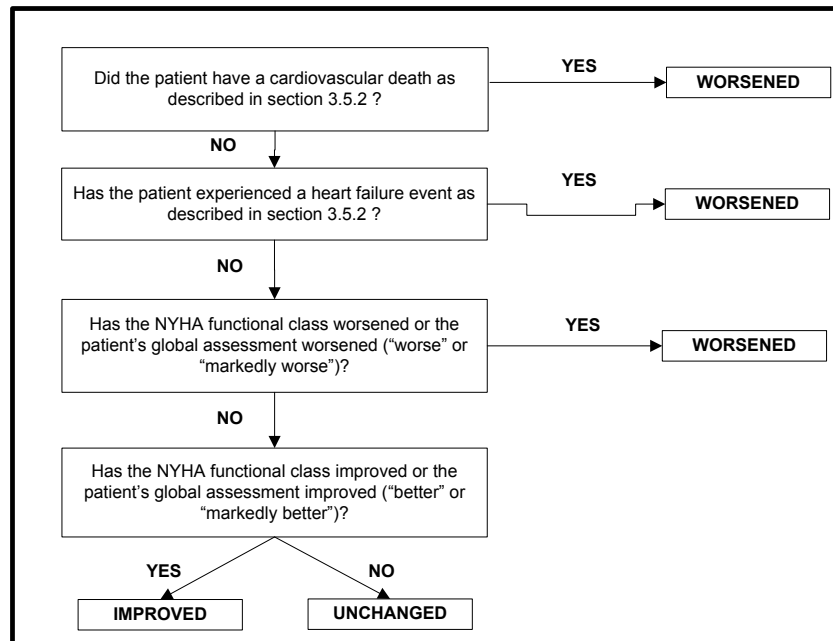 Did the patient have a cardiovascular death as
described in section 3.5.2 ?
YES
WORSENED
NO
Has the patient experienced a heart failure event as
described in section 3.5.2 ?
YES
WORSENED
NO
Has the NYHA functional class worsened or the
patient’s global assessment worsened (“worse” or
“markedly worse”)?
YES
WORSENED
NO
Has the NYHA functional class improved or the
patient’s global assessment improved (“better” or
“markedly better”)?
YES
NO
IMPROVED
UNCHANGED